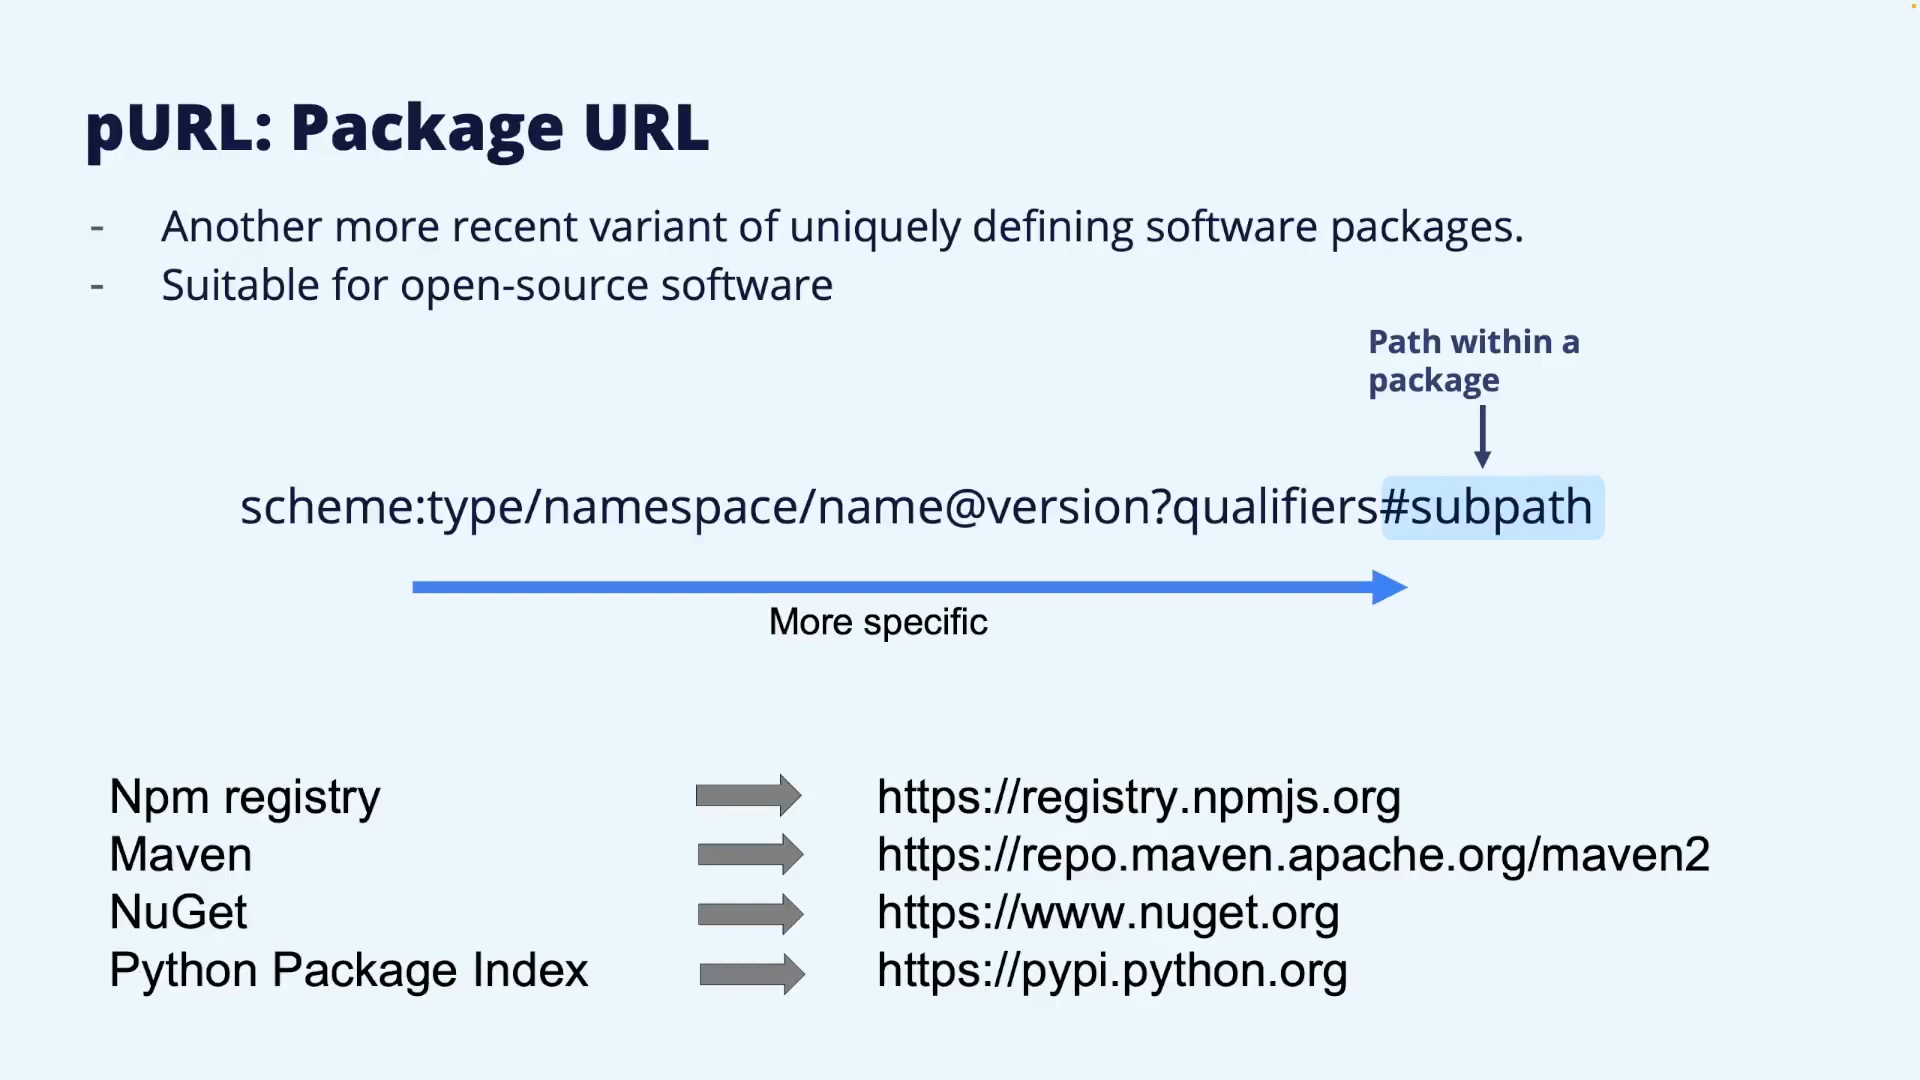 pURL: Package URL
- Another more recent variant of uniquely defining software packages.
- Suitable for open-source software
Path within a
package
scheme:type/namespace/name@version?qualifiers#subpath
More specific
Npm registry https://registry.npmjs.org
Maven https://repo.maven.apache.org/maven2
NuGet https://www.nuget.org
Python Package Index https://pypi.python.org